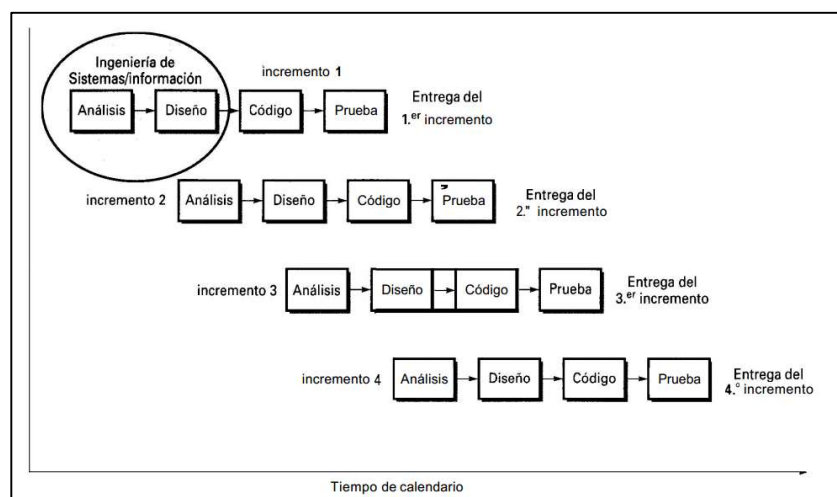 Ingeniería de
Sistemas/información
incremento 1
Análisis
Diseño
Código
Prueba
Entrega del
1.er incremento
incremento 2
Análisis
Diseño
Código
Prueba
Entrega del
2.º incremento
incremento 3
Análisis
Diseño
Código
Prueba
Entrega del
3.er incremento
incremento 4
Análisis
Diseño
Código
Prueba
Entrega del
4.º incremento
Tiempo de calendario